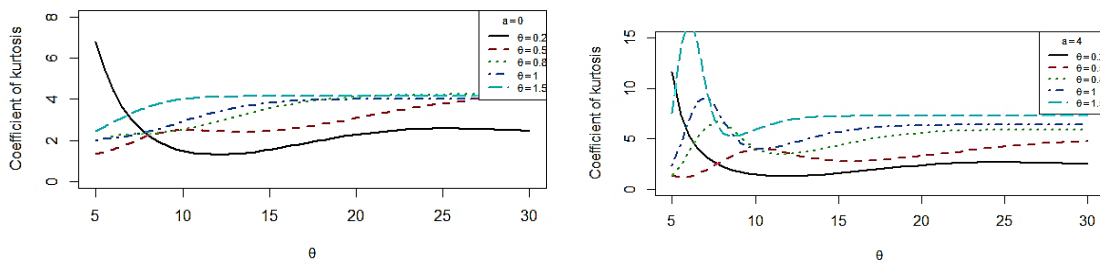 Coefficient of kurtosis
8
6
4
2
0
5 10 15 20 25 30
θ
a=0
θ=0.2
θ=0.5
θ=0.8
θ=1
θ=1.5
Coefficient of kurtosis
15
10
5
0
5 10 15 20 25 30
θ
a=4
θ=1